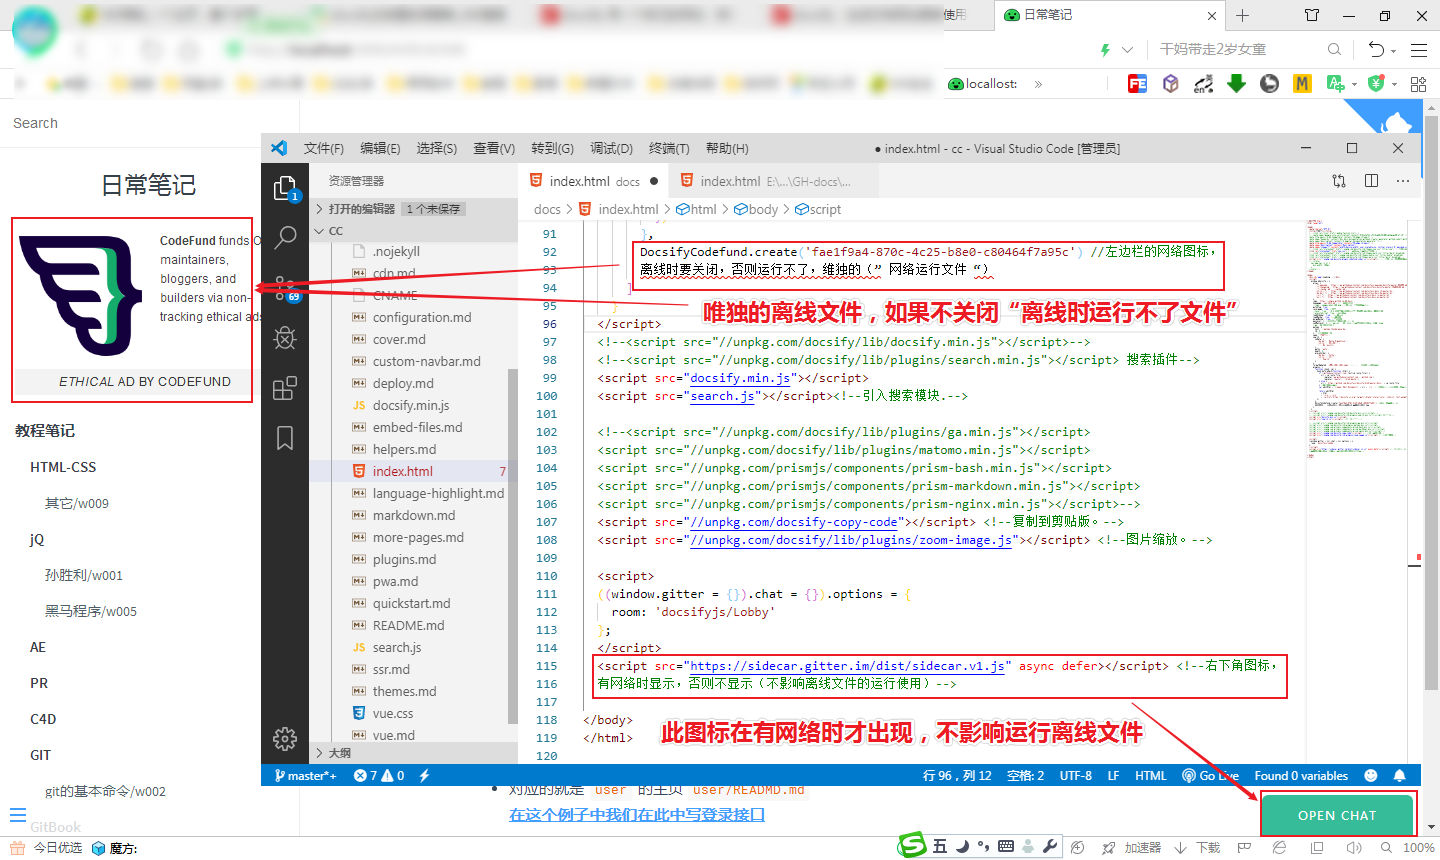 日常笔记
干妈带走2岁女童
localhost:
Search
日常笔记
CodeFund funds O
maintainers,
bloggers, and
builders via non-
tracking ethical ads
ETHICAL AD BY CODEFUND
教程笔记
HTML-CSS
其它/w009
jQ
孙胜利/w001
黑马程序/w005
AE
PR
C4D
GIT
git的基本命令/w002
GitBook
文件(F) 编辑(E) 选择(S) 查看(V) 转到(G) 调试(D) 终端(T) 帮助(H)
● index.html - cc - Visual Studio Code [管理员]
资源管理器
打开的编辑器 1 个未保存
CC
.nojekyll
cdn.md
CNAME
configuration.md
cover.md
custom-navbar.md
deploy.md
docsify.min.js
embed-files.md
helpers.md
index.html 7
language-highlight.md
markdown.md
more-pages.md
plugins.md
pwa.md
quickstart.md
README.md
search.js
ssr.md
themes.md
vue.css
vue.md
大纲
1
69
index.html docs ●
index.html E:\...\GH-docs\...
docs > index.html > html > body > script
91 },
92 DocsifyCodefund.create('fae1f9a4-870c-4c25-b8e0-c80464f7a95c') //左边栏的网络图标，
93 离线时要关闭，否则运行不了，维独的（” 网络运行文件 “）
94 ]
95 }
唯独的离线文件，如果不关闭“离线时运行不了文件”
96 </script>
97 <!--<script src="//unpkg.com/docsify/lib/docsify.min.js"></script>-->
98 <!--<script src="//unpkg.com/docsify/lib/plugins/search.min.js"></script> 搜索插件-->
99 <script src="docsify.min.js"></script>
100 <script src="search.js"></script><!--引入搜索模块.-->
101
102 <!--<script src="//unpkg.com/docsify/lib/plugins/ga.min.js"></script>
103 <script src="//unpkg.com/docsify/lib/plugins/matomo.min.js"></script>
104 <script src="//unpkg.com/prismjs/components/prism-bash.min.js"></script>
105 <script src="//unpkg.com/prismjs/components/prism-markdown.min.js"></script>
106 <script src="//unpkg.com/prismjs/components/prism-nginx.min.js"></script>-->
107 <script src="//unpkg.com/docsify-copy-code"></script> <!--复制到剪贴版。-->
108 <script src="//unpkg.com/docsify/lib/plugins/zoom-image.js"></script> <!--图片缩放。-->
109
110 <script>
111 ((window.gitter = {}).chat = {}).options = {
112 room: 'docsifyjs/Lobby'
113 };
114 </script>
115 <script src="https://sidecar.gitter.im/dist/sidecar.v1.js" async defer></script> <!--右下角图标，
116 有网络时显示，否则不显示（不影响离线文件的运行使用）-->
117
118 </body>
119 </html>
120
此图标在有网络时才出现，不影响运行离线文件
master*+ 7 0
行 96，列 12 空格: 2 UTF-8 LF HTML Go Live Found 0 variables
对应的就是 user 的主页 user/READMD.md
在这个例子中我们在此中写登录接口
OPEN CHAT
今日优选 魔方:
五
加速器 下载 100%